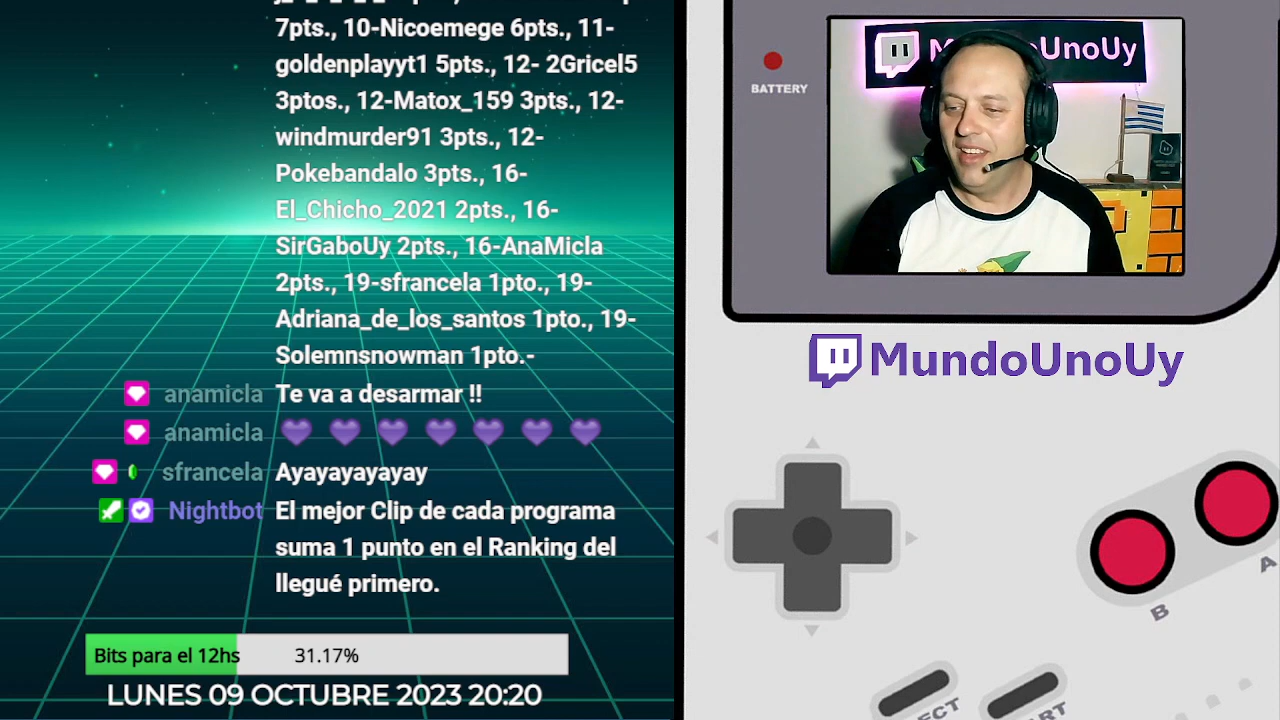 7pts., 10-Nicoemege 6pts., 11-
goldenplayyt1 5pts., 12- 2Gricel5
3ptos., 12-Matox_159 3pts., 12-
windmurder91 3pts., 12-
Pokebandalo 3pts., 16-
El_Chicho_2021 2pts., 16-
SirGaboUy 2pts., 16-AnaMicla
2pts., 19-sfrancela 1pto., 19-
Adriana_de_los_santos 1pto., 19-
Solemnsnowman 1pto.-
anamicla Te va a desarmar !!
anamicla 💜 💜 💜 💜 💜 💜 💜
sfrancela Ayayayayayay
Nightbot El mejor Clip de cada programa
suma 1 punto en el Ranking del
llegué primero.
Bits para el 12hs 31.17%
LUNES 09 OCTUBRE 2023 20:20
BATTERY
MundoUnoUy
B
A